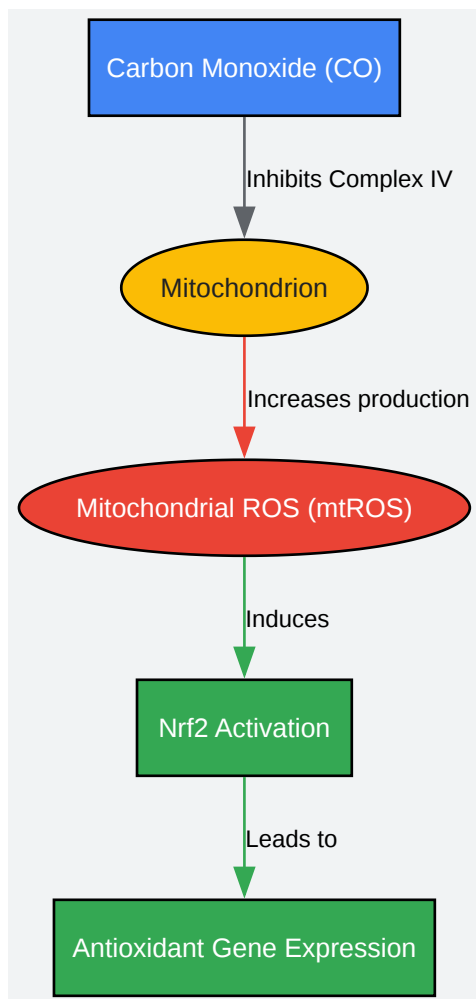 Carbon Monoxide (CO)
Inhibits Complex IV
Mitochondrion
Increases production
Mitochondrial ROS (mtROS)
Induces
Nrf2 Activation
Leads to
Antioxidant Gene Expression